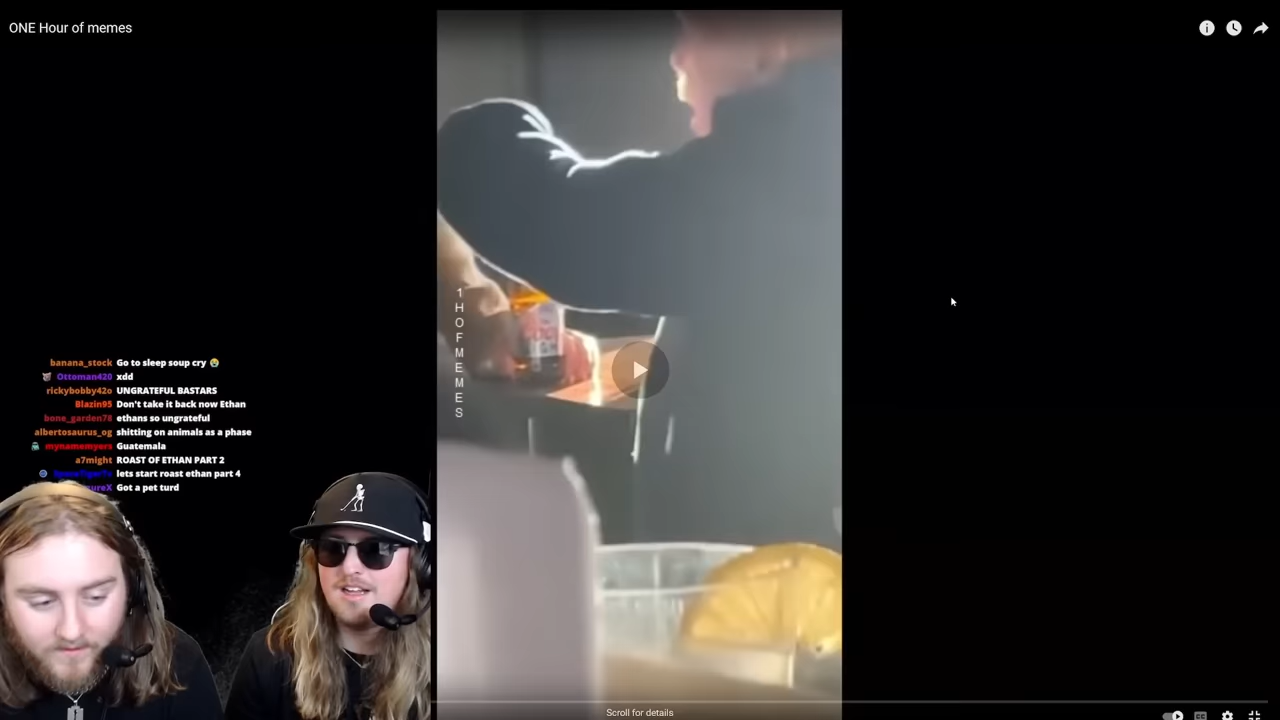 ONE Hour of memes
1
H
O
F
M
E
M
E
S
banana_stock Go to sleep soup cry
Ottoman420 xdd
rickybobby42o UNGRATEFUL BASTARS
Blazin95 Don't take it back now Ethan
bone_garden78 ethans so ungrateful
albertosaurus_og shitting on animals as a phase
mynamemyers Guatemala
a7might ROAST OF ETHAN PART 2
lets start roast ethan part 4
Got a pet turd
Scroll for details